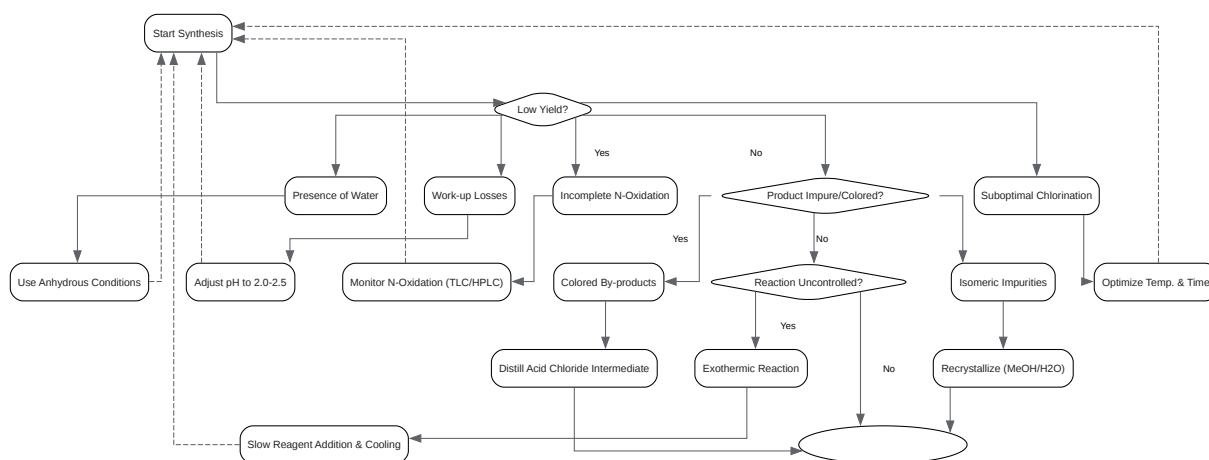 Start Synthesis
Low Yield?
Yes
No
Presence of Water
Work-up Losses
Incomplete N-Oxidation
Product Impure/Colored?
Suboptimal Chlorination
Yes
No
Use Anhydrous Conditions
Adjust pH to 2.0-2.5
Monitor N-Oxidation (TLC/HPLC)
Colored By-products
Reaction Uncontrolled?
Isomeric Impurities
Optimize Temp. & Time
Yes
Distill Acid Chloride Intermediate
Exothermic Reaction
No
Recrystallize (MeOH/H2O)
Slow Reagent Addition & Cooling